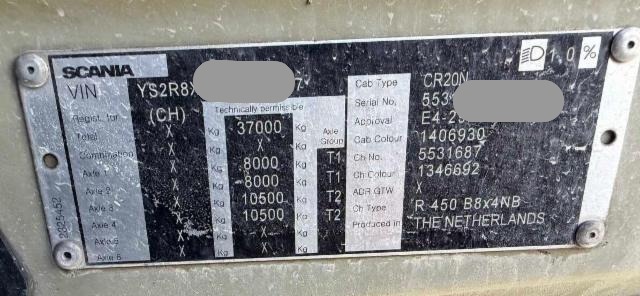 SCANIA
1.0 %
VIN YS2R8X 7
Regist. for (CH) Technically permissible
Total X Kg 37000
Combination X Kg X Axle Group
Axle 1 X Kg 8000 T1
Axle 2 X Kg 8000 T1
Axle 3 X Kg 10500 T2
Axle 4 X Kg 10500 T2
Axle 5 X Kg X
Axle 6 X Kg X
Cab Type CR20N
Serial No. 553
Approval E4-2
Cab Colour 1406930
Ch No. 5531687
Ch Colour 1346692
ADR GTW X
Ch Type R 450 B8x4NB
Produced in THE NETHERLANDS
2025452